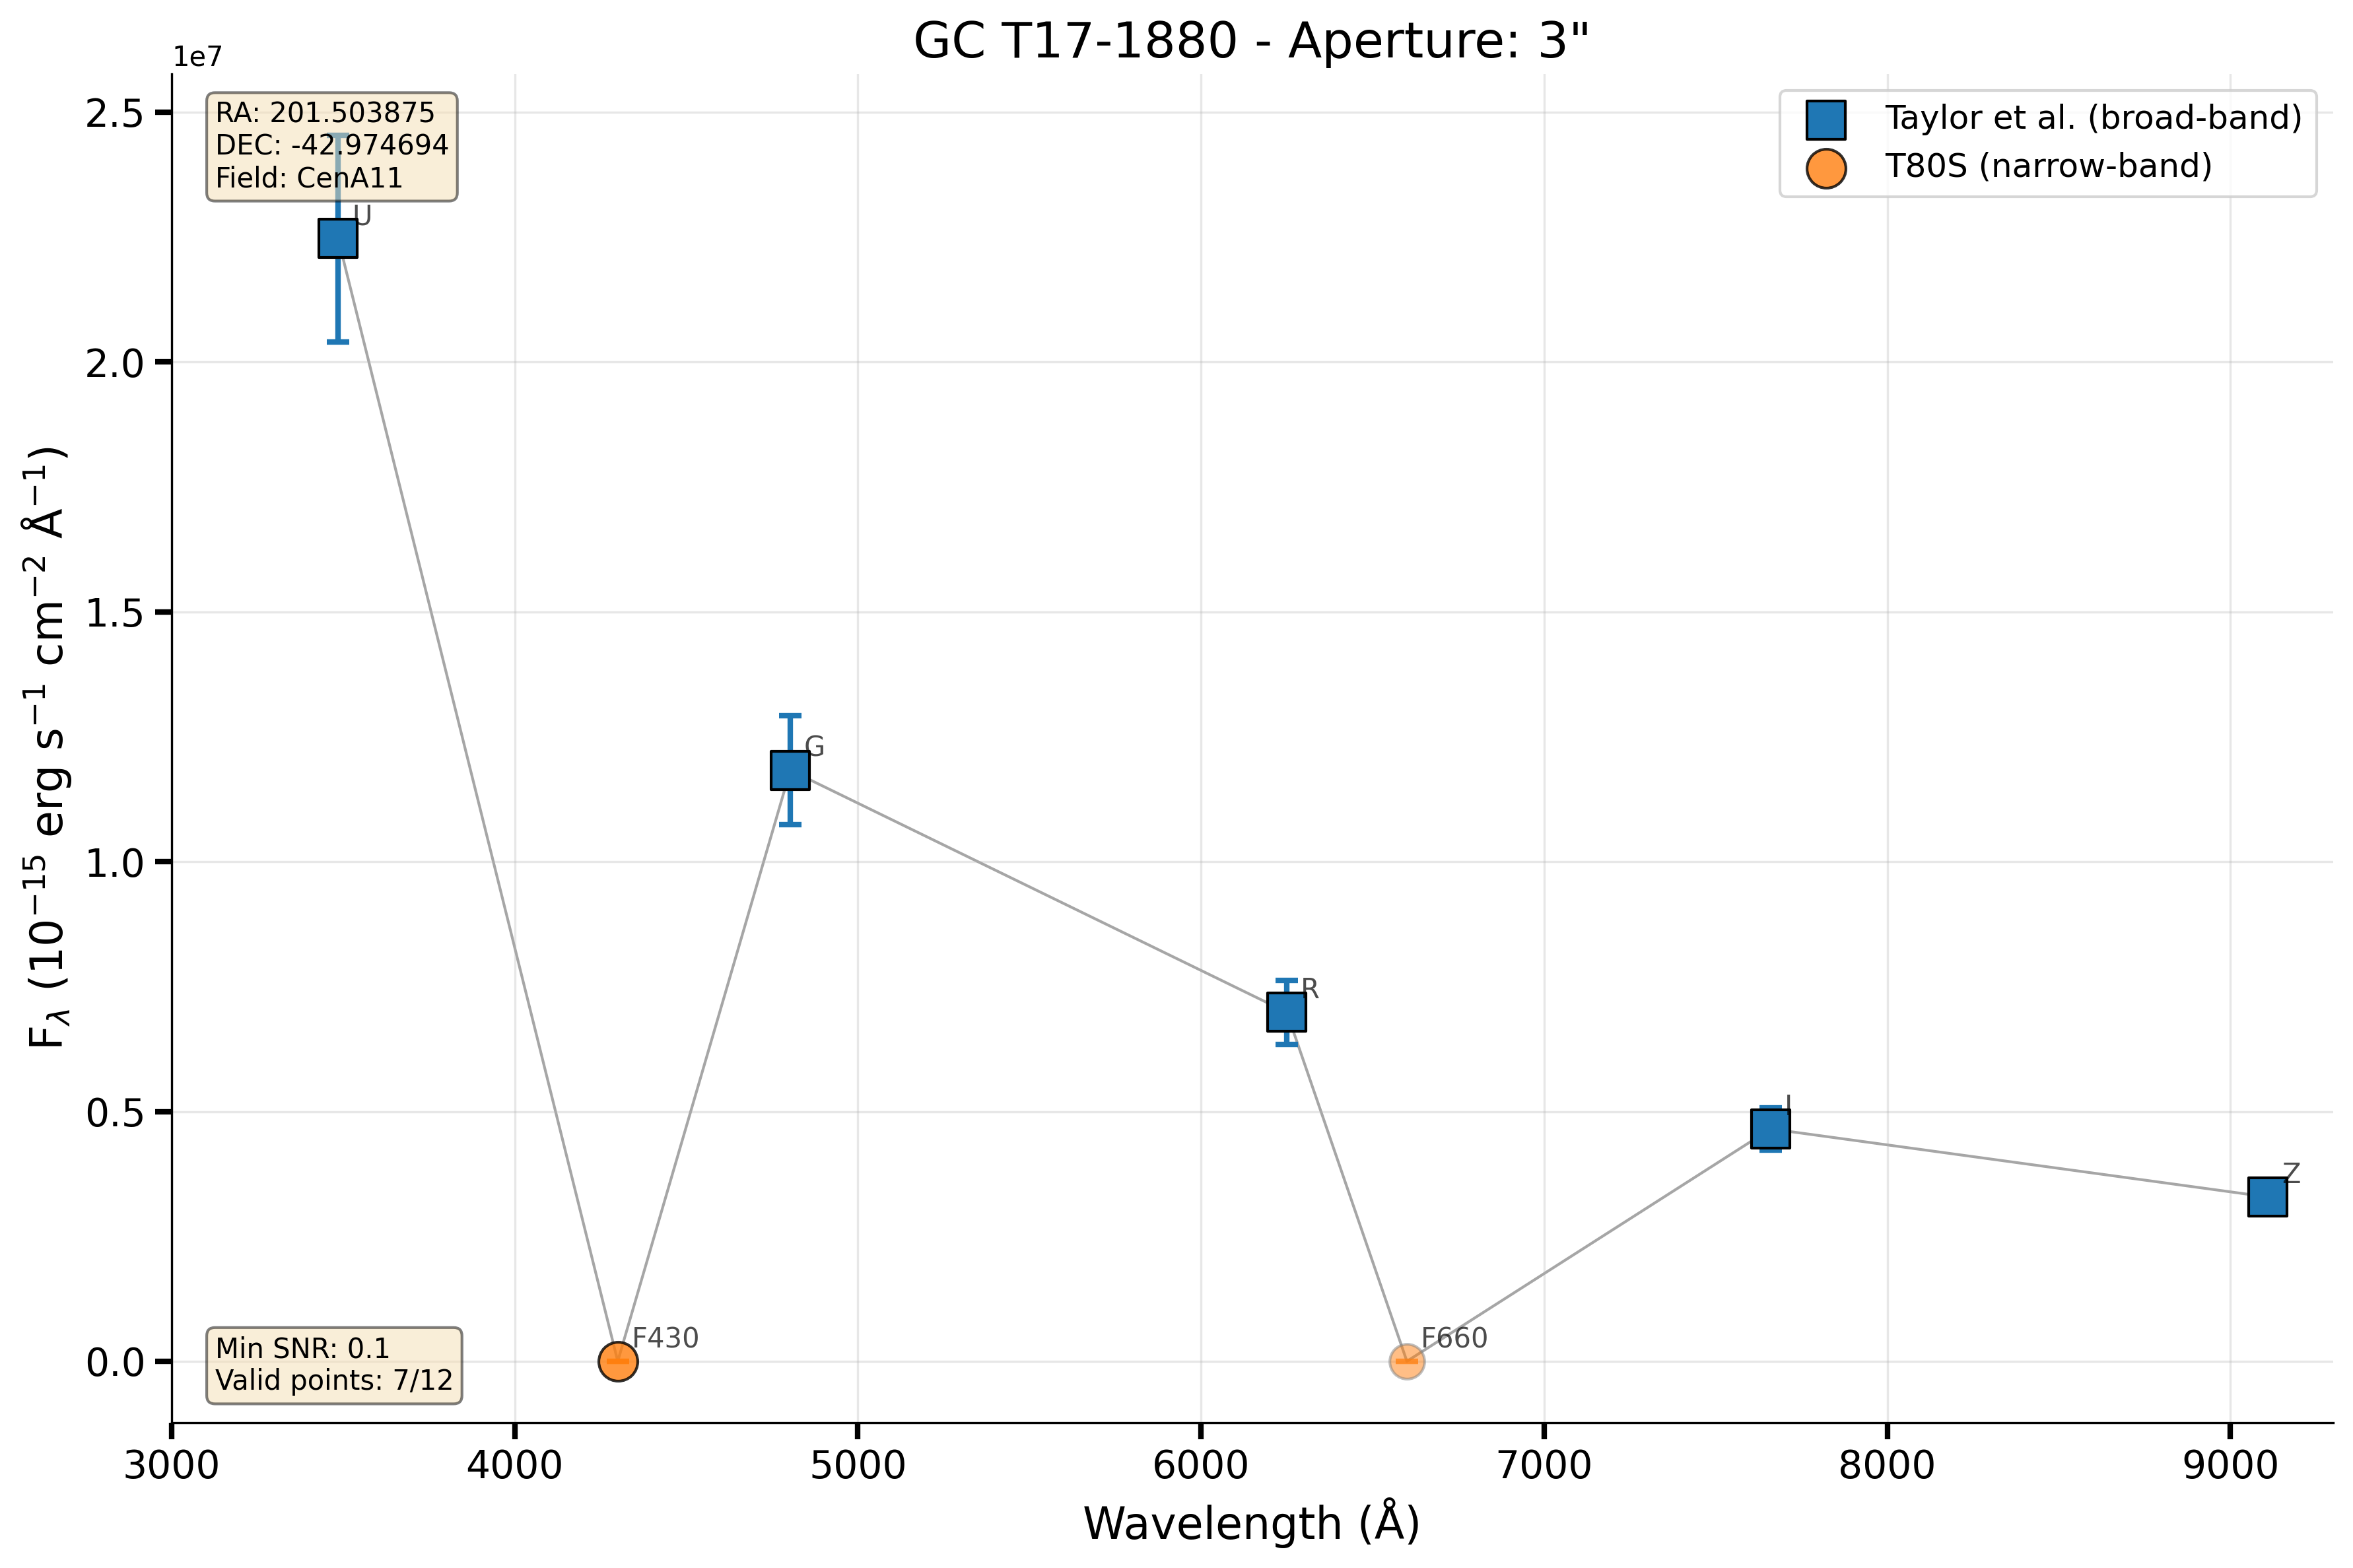 GC T17-1880 - Aperture: 3"
1e7
RA: 201.503875
DEC: -42.974694
Field: CenA11
Taylor et al. (broad-band)
T80S (narrow-band)
U
G
R
I
Z
F430
F660
Min SNR: 0.1
Valid points: 7/12
2.5
2.0
1.5
1.0
0.5
0.0
3000 4000 5000 6000 7000 8000 9000
Wavelength (Å)
F_λ (10⁻¹⁵ erg s⁻¹ cm⁻² Å⁻¹)